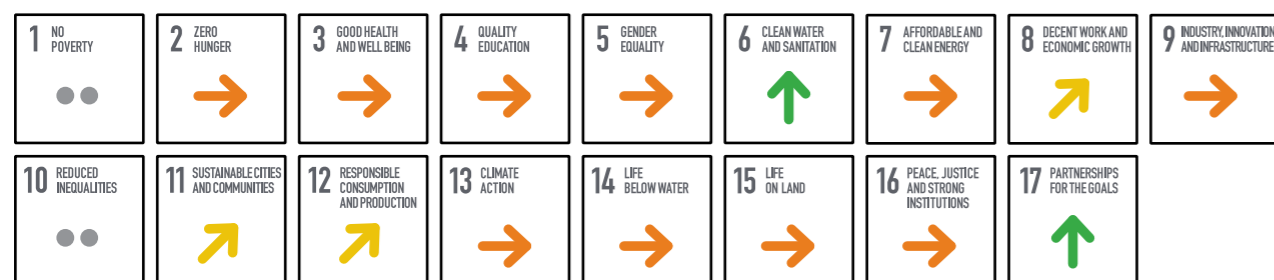 1 NO
POVERTY
2 ZERO
HUNGER
3 GOOD HEALTH
AND WELL BEING
4 QUALITY
EDUCATION
5 GENDER
EQUALITY
6 CLEAN WATER
AND SANITATION
7 AFFORDABLE AND
CLEAN ENERGY
8 DECENT WORK AND
ECONOMIC GROWTH
9 INDUSTRY, INNOVATION
AND INFRASTRUCTURE
10 REDUCED
INEQUALITIES
11 SUSTAINABLE CITIES
AND COMMUNITIES
12 RESPONSIBLE
CONSUMPTION
AND PRODUCTION
13 CLIMATE
ACTION
14 LIFE
BELOW WATER
15 LIFE
ON LAND
16 PEACE, JUSTICE
AND STRONG
INSTITUTIONS
17 PARTNERSHIPS
FOR THE GOALS